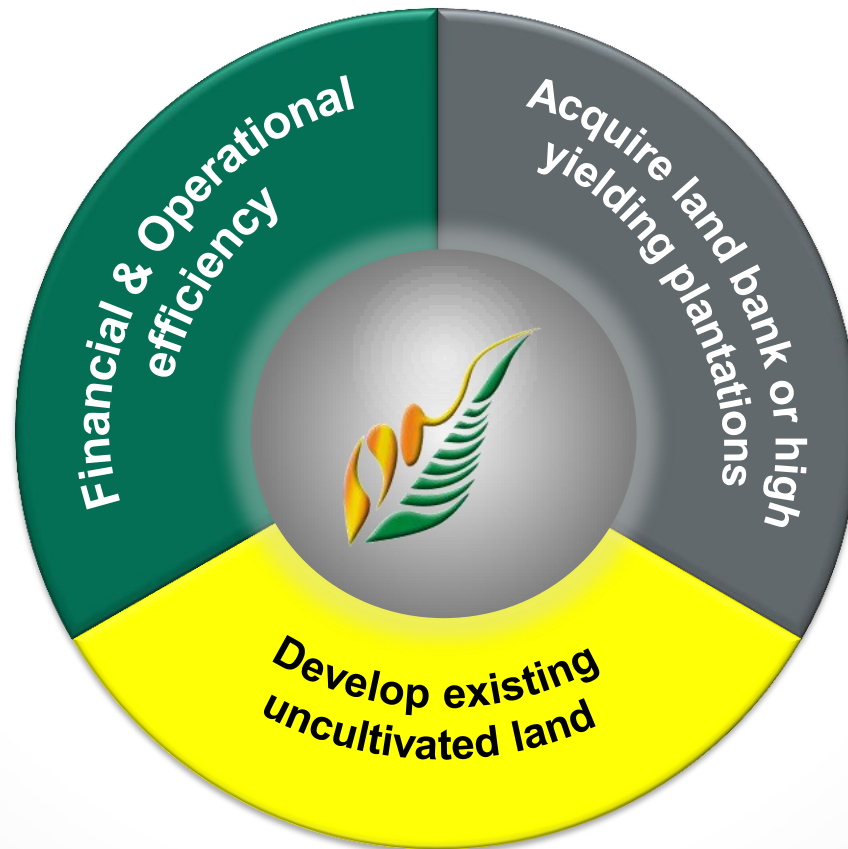 Financial & Operational
efficiency
Acquire land bank or high
yielding plantations
Develop existing
uncultivated land